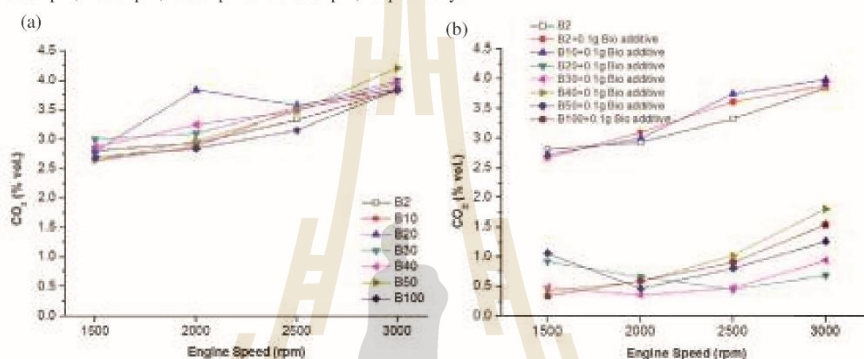 (a)
4.5
4.0
3.5
3.0
2.5
2.0
1.5
1.0
0.5
0.0
CO₂ (% vol.)
1500 2000 2500 3000
Engine Speed (rpm)
B2
B10
B20
B30
B40
B50
B100
(b)
4.5
4.0
3.5
3.0
2.5
2.0
1.5
1.0
0.5
0.0
CO₂ (% vol.)
1500 2000 2500 3000
Engine Speed (rpm)
B2
B2+0.1g Bio additive
B10+0.1g Bio additive
B20+0.1g Bio additive
B30+0.1g Bio additive
B40+0.1g Bio additive
B50+0.1g Bio additive
B100+0.1g Bio additive